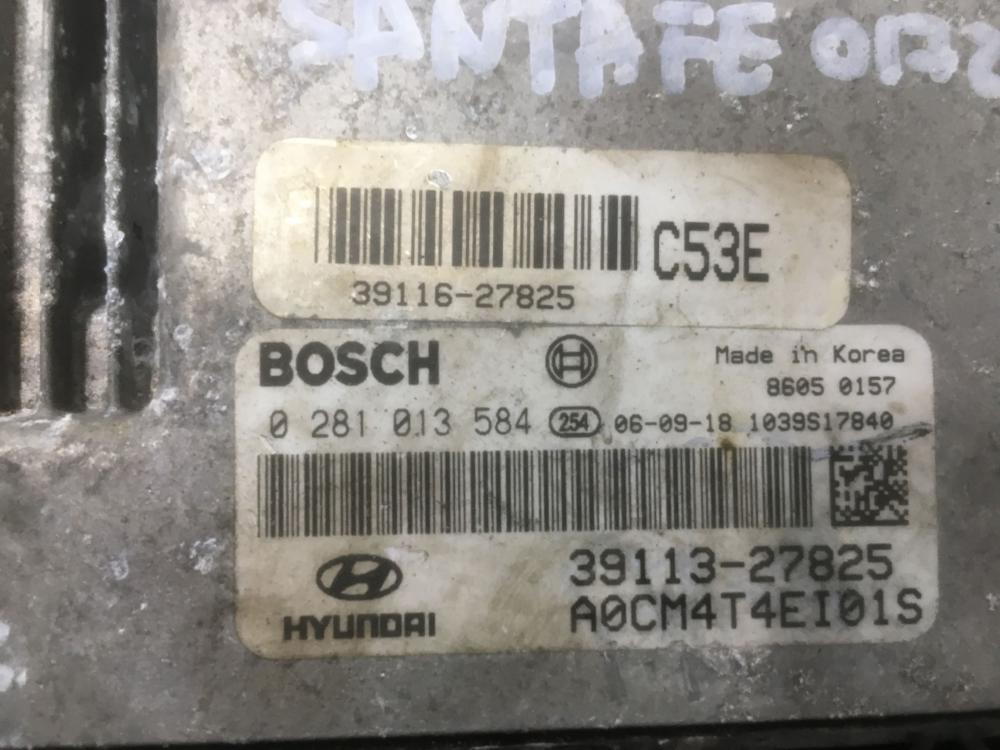 SANTAFE
C53E
39116-27825
BOSCH
Made in Korea
8605 0157
0 281 013 584 254 06-09-18 1039S17840
39113-27825
HYUNDAI
A0CM4T4EI01S